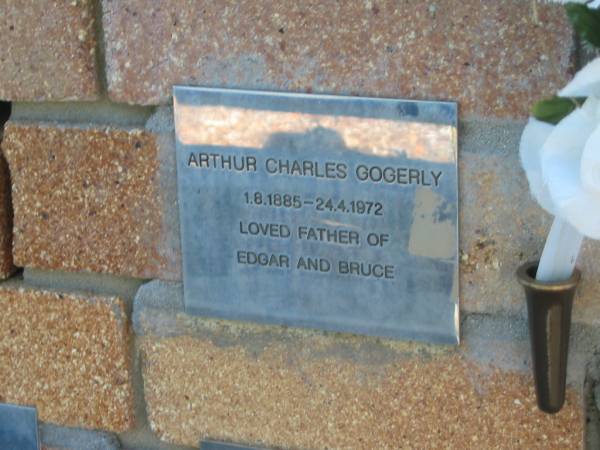 ARTHUR CHARLES GOGERLY
1.8.1885-24.4.1972
LOVED FATHER OF
EDGAR AND BRUCE